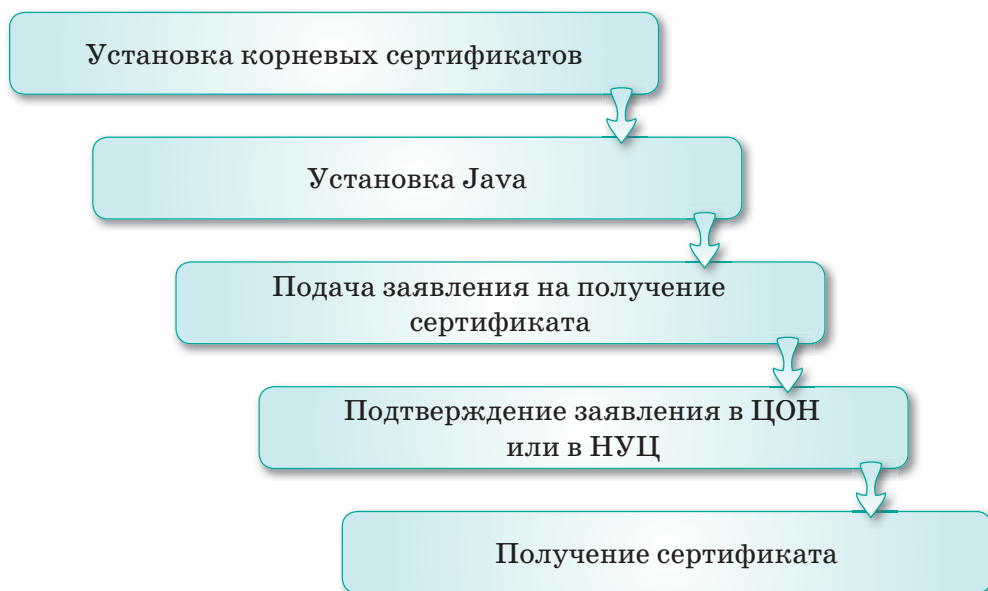 Установка корневых сертификатов
Установка Java
Подача заявления на получение
сертификата
Подтверждение заявления в ЦОН
или в НУЦ
Получение сертификата